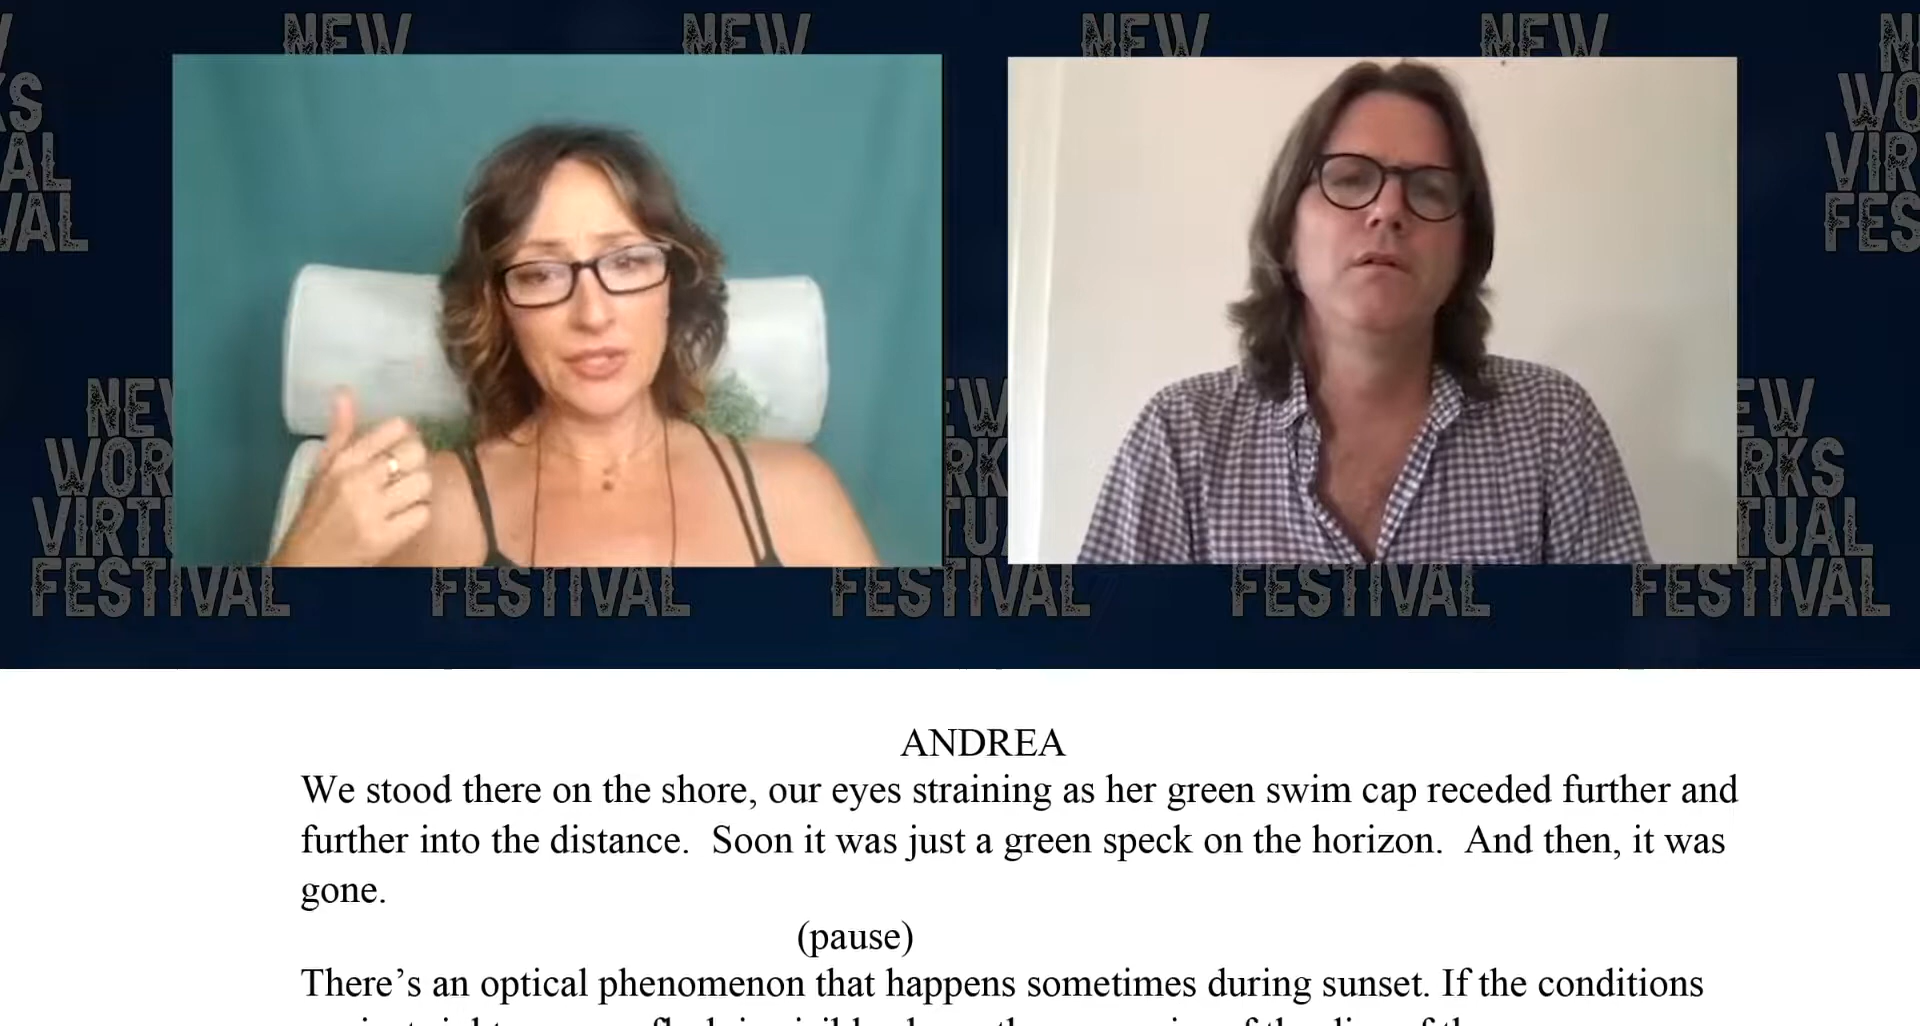 NEW
NEW
NEW
NEW
NEW
WORKS
VIRTUAL
FESTIVAL
FESTIVAL
FESTIVAL
FESTIVAL
FESTIVAL
ANDREA
We stood there on the shore, our eyes straining as her green swim cap receded further and
further into the distance.  Soon it was just a green speck on the horizon.  And then, it was
gone.
(pause)
There’s an optical phenomenon that happens sometimes during sunset. If the conditions